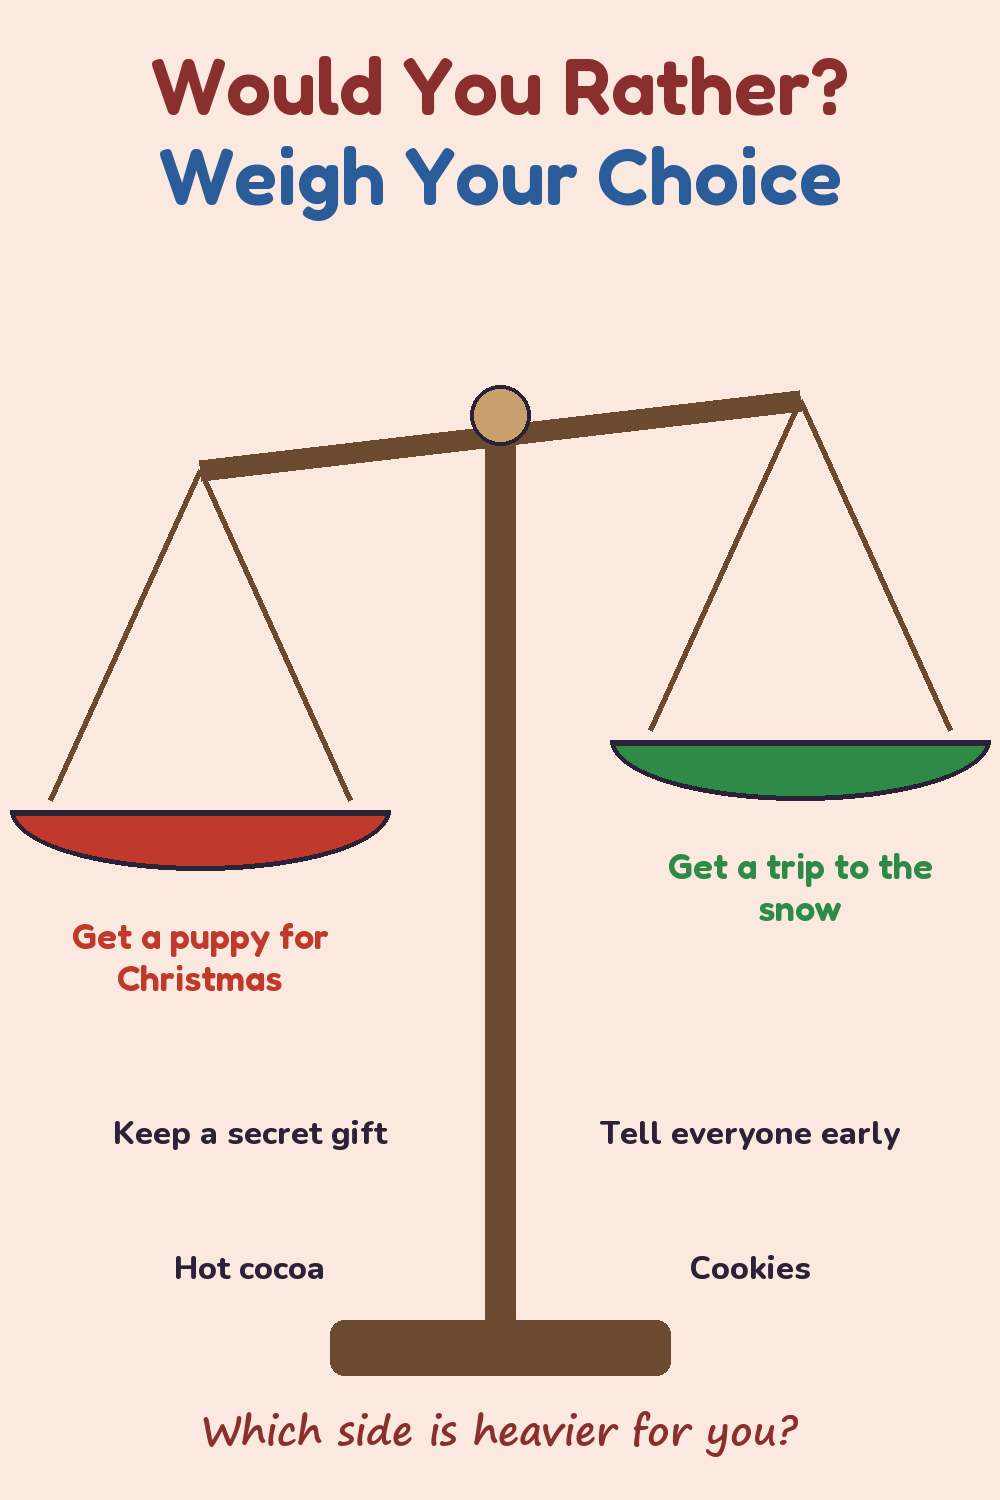 Would You Rather?
Weigh Your Choice
Get a trip to the
snow
Get a puppy for
Christmas
Keep a secret gift
Tell everyone early
Hot cocoa
Cookies
Which side is heavier for you?